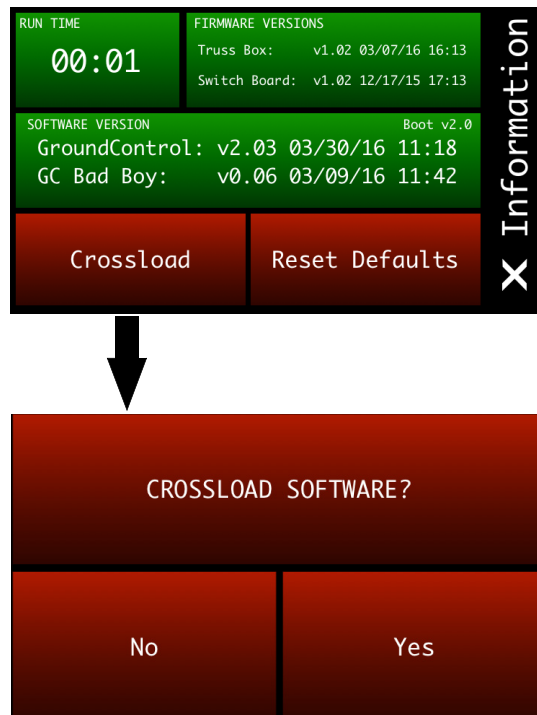 RUN TIME
00:01
FIRMWARE VERSIONS
Truss Box: v1.02 03/07/16 16:13
Switch Board: v1.02 12/17/15 17:13
SOFTWARE VERSION Boot v2.0
GroundControl: v2.03 03/30/16 11:18
GC Bad Boy: v0.06 03/09/16 11:42
Crossload
Reset Defaults
X Information
CROSSLOAD SOFTWARE?
No
Yes